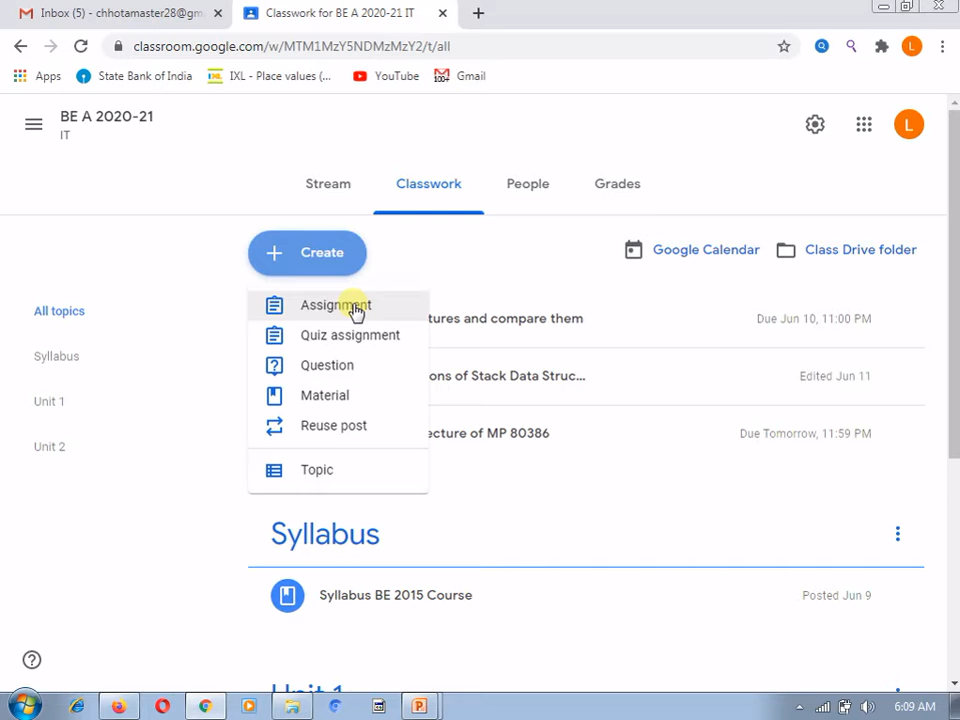 Inbox (5) - chhotamaster28@gm
Classwork for BE A 2020-21 IT
classroom.google.com/w/MTM1MzY5NDMzMzY2/t/all
L
Apps
State Bank of India
IXL - Place values (...
YouTube
100+
Gmail
BE A 2020-21
IT
L
Stream
Classwork
People
Grades
Create
Google Calendar
Class Drive folder
Assignment
Quiz assignment
Question
Material
Reuse post
Topic
All topics
Syllabus
Unit 1
Unit 2
tures and compare them
Due Jun 10, 11:00 PM
ons of Stack Data Struc...
Edited Jun 11
ecture of MP 80386
Due Tomorrow, 11:59 PM
Syllabus
Syllabus BE 2015 Course
Posted Jun 9
Unit 1
6:09 AM